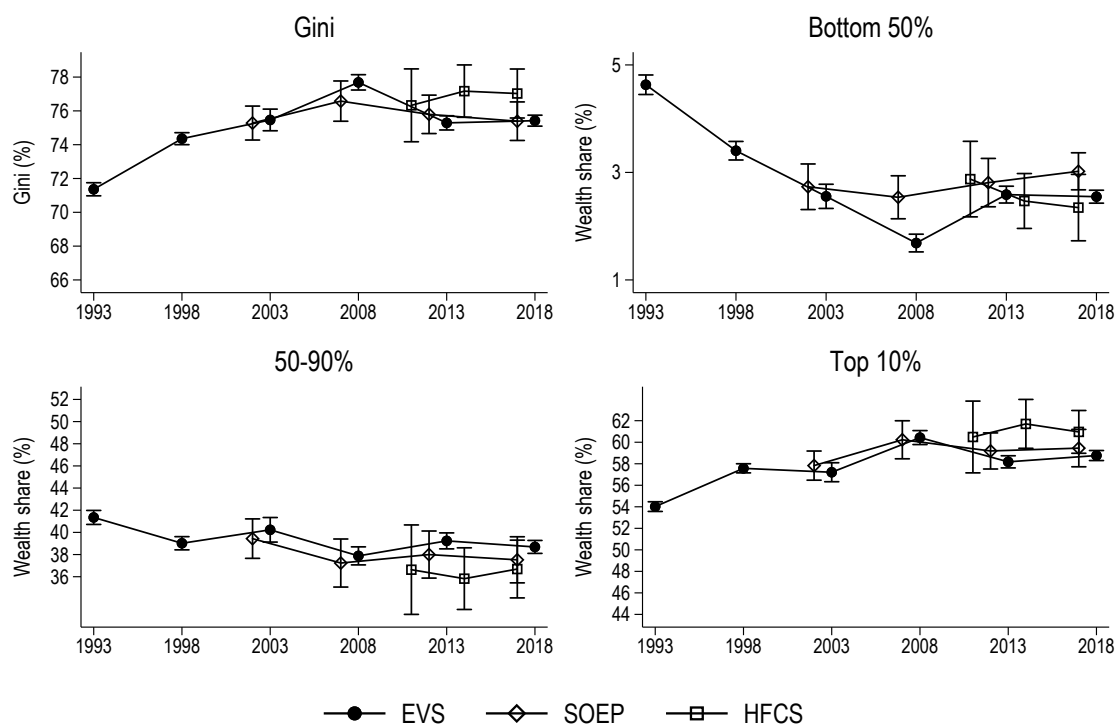 Gini
Gini (%)
78
76
74
72
70
68
66
1993 1998 2003 2008 2013 2018
Bottom 50%
Wealth share (%)
5
3
1
1993 1998 2003 2008 2013 2018
50-90%
Wealth share (%)
52
50
48
46
44
42
40
38
36
1993 1998 2003 2008 2013 2018
Top 10%
Wealth share (%)
62
60
58
56
54
52
50
48
46
44
1993 1998 2003 2008 2013 2018
EVS SOEP HFCS